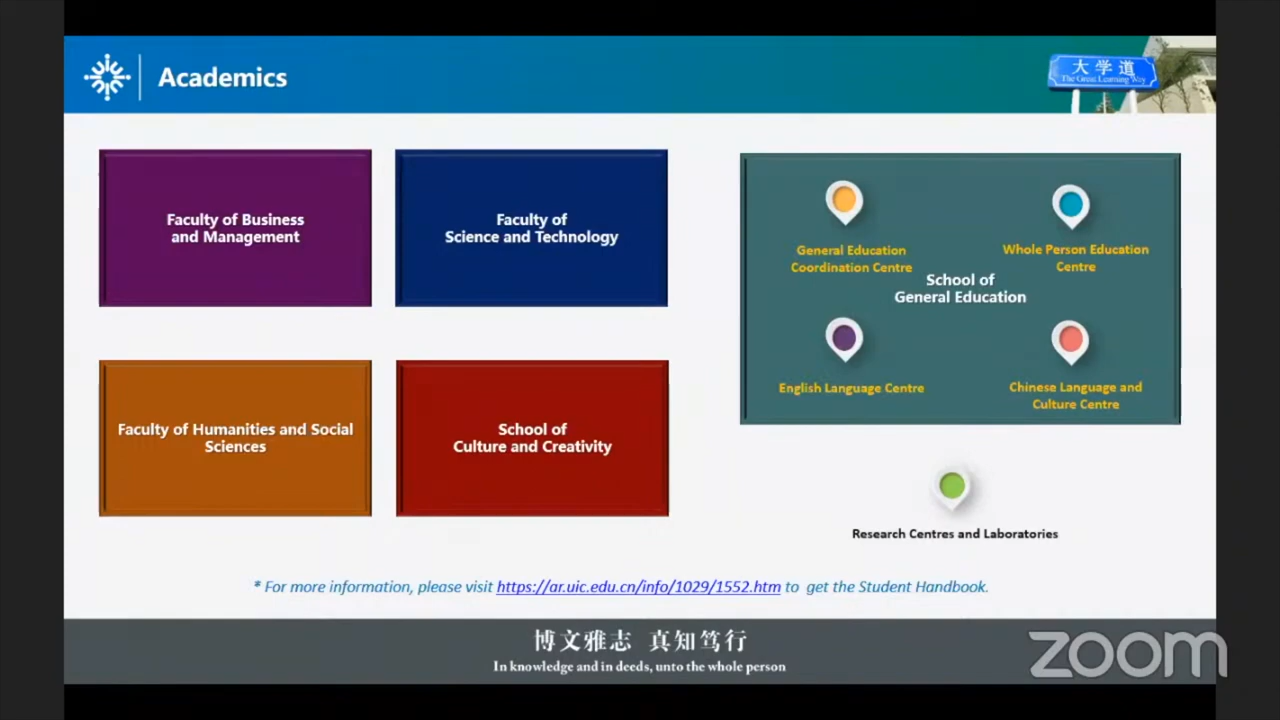 Academics
大学道
The Great Learning Way
Faculty of Business
and Management
Faculty of
Science and Technology
Faculty of Humanities and Social
Sciences
School of
Culture and Creativity
General Education
Coordination Centre
Whole Person Education
Centre
School of
General Education
English Language Centre
Chinese Language and
Culture Centre
Research Centres and Laboratories
* For more information, please visit https://ar.uic.edu.cn/info/1029/1552.htm to get the Student Handbook.
博文雅志 真知笃行
In knowledge and in deeds, unto the whole person
zoom